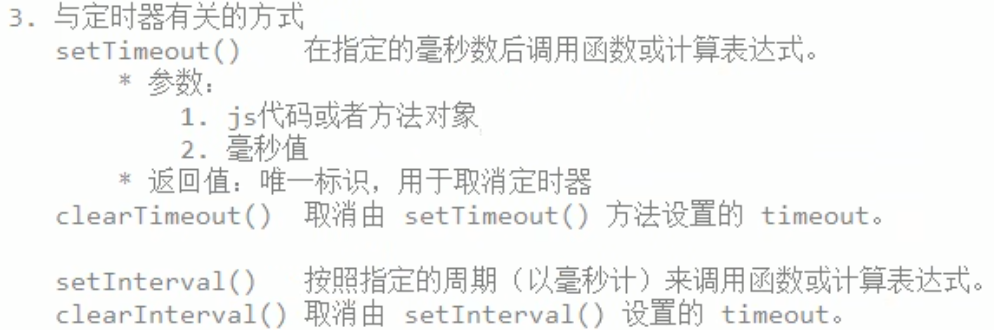 3. 与定时器有关的方式
setTimeout() 在指定的毫秒数后调用函数或计算表达式。
* 参数：
1. js代码或者方法对象
2. 毫秒值
* 返回值：唯一标识，用于取消定时器
clearTimeout() 取消由 setTimeout() 方法设置的 timeout。
setInterval() 按照指定的周期（以毫秒计）来调用函数或计算表达式。
clearInterval() 取消由 setInterval() 设置的 timeout。